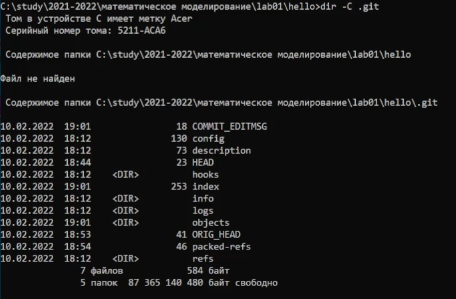 C:\study\2021-2022\математическое моделирование\lab01\hello>dir -C .git
Том в устройстве C имеет метку Acer
Серийный номер тома: 5211-ACA6
Содержимое папки C:\study\2021-2022\математическое моделирование\lab01\hello
Файл не найден
Содержимое папки C:\study\2021-2022\математическое моделирование\lab01\hello\.git
10.02.2022 19:01 18 COMMIT_EDITMSG
10.02.2022 18:12 130 config
10.02.2022 18:12 73 description
10.02.2022 18:44 23 HEAD
10.02.2022 18:12 <DIR> hooks
10.02.2022 19:01 253 index
10.02.2022 18:12 <DIR> info
10.02.2022 18:12 <DIR> logs
10.02.2022 19:01 <DIR> objects
10.02.2022 18:53 41 ORIG_HEAD
10.02.2022 18:54 46 packed-refs
10.02.2022 18:12 <DIR> refs
7 файлов 584 байт
5 папок 87 365 140 480 байт свободно